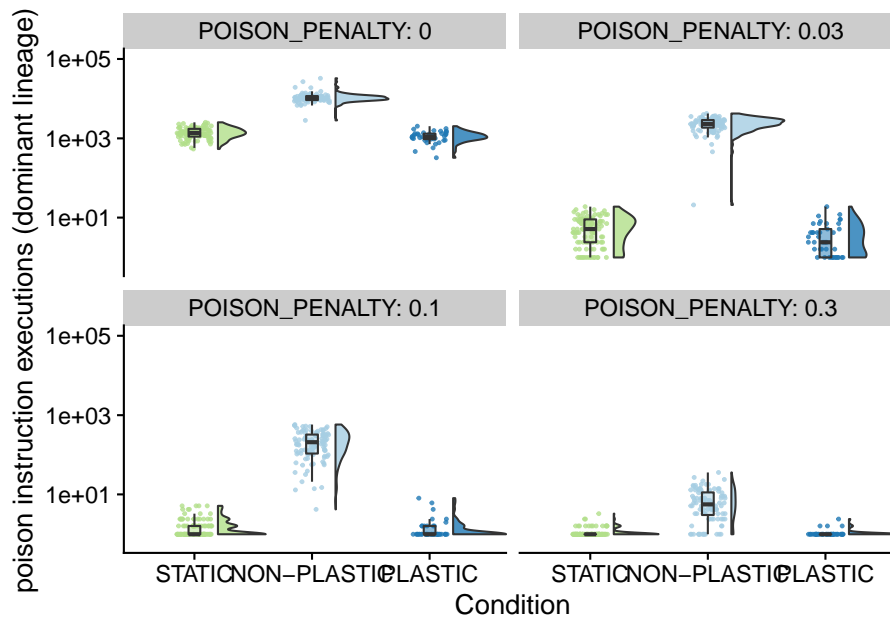 POISON_PENALTY: 0
POISON_PENALTY: 0.03
1e+05
1e+03
1e+01
POISON_PENALTY: 0.1
POISON_PENALTY: 0.3
1e+05
1e+03
1e+01
STATIC NON−PLASTIC PLASTIC
STATIC NON−PLASTIC PLASTIC
Condition
poison instruction executions (dominant lineage)